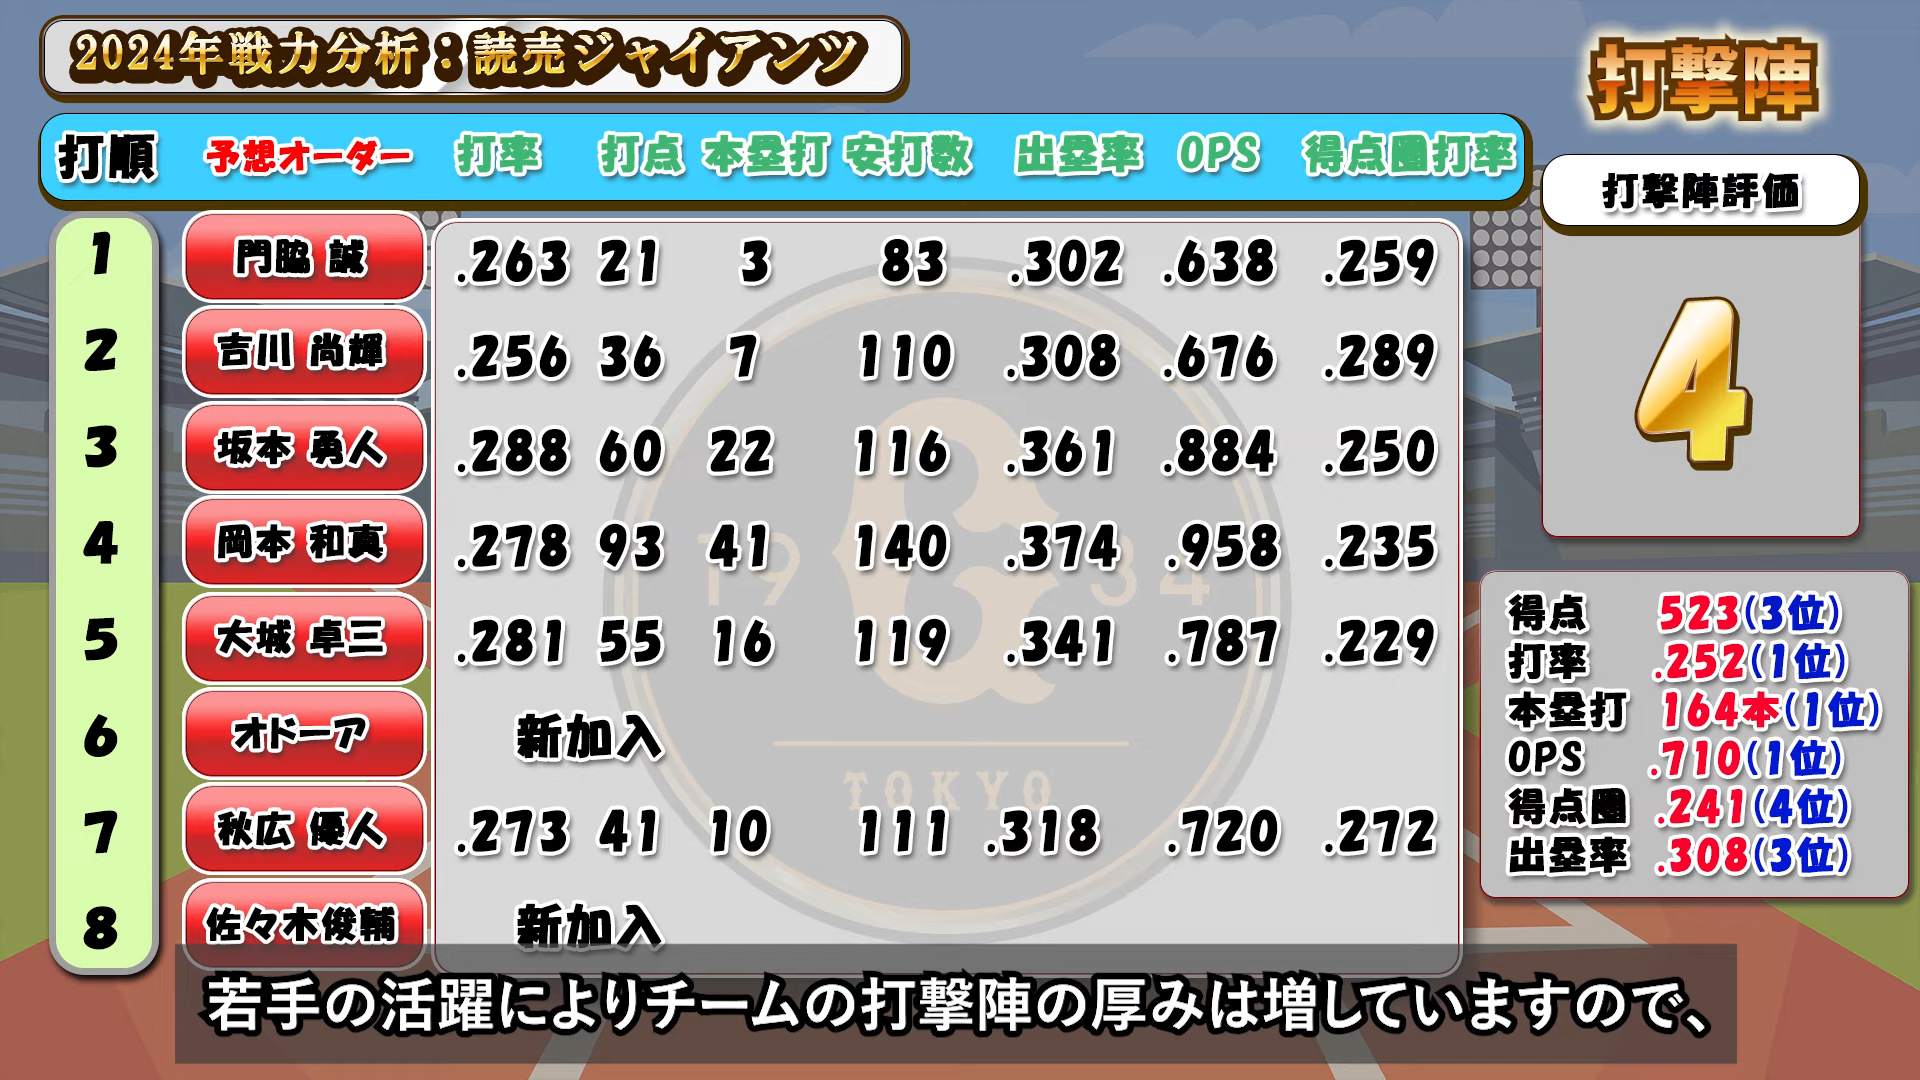 2024年戦力分析：読売ジャイアンツ
打撃陣
打順 予想オーダー 打率 打点 本塁打 安打数 出塁率 OPS 得点圏打率
打撃陣評価
4
1 門脇 誠 .263 21 3 83 .302 .638 .259
2 吉川 尚輝 .256 36 7 110 .308 .676 .289
3 坂本 勇人 .288 60 22 116 .361 .884 .250
4 岡本 和真 .278 93 41 140 .374 .958 .235
5 大城 卓三 .281 55 16 119 .341 .787 .229
6 オドーア 新加入
7 秋広 優人 .273 41 10 111 .318 .720 .272
8 佐々木俊輔 新加入
得点 523(3位)
打率 .252(1位)
本塁打 164本(1位)
OPS .710(1位)
得点圏 .241(4位)
出塁率 .308(3位)
1934
TOKYO
若手の活躍によりチームの打撃陣の厚みは増していますので、